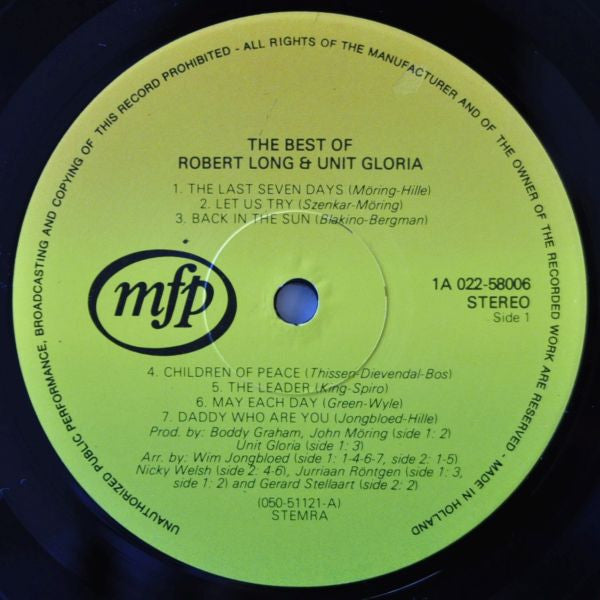 UNAUTHORIZED PUBLIC PERFORMANCE, BROADCASTING AND COPYING OF THIS RECORD PROHIBITED - ALL RIGHTS OF THE MANUFACTURER AND OF THE OWNER OF THE RECORDED WORK ARE RESERVED - MADE IN HOLLAND
THE BEST OF
ROBERT LONG & UNIT GLORIA
1. THE LAST SEVEN DAYS (Möring-Hille)
2. LET US TRY (Szenkar-Möring)
3. BACK IN THE SUN (Blakino-Bergman)
mfp
1A 022-58006
STEREO
Side 1
4. CHILDREN OF PEACE (Thissen-Dievendal-Bos)
5. THE LEADER (King-Spiro)
6. MAY EACH DAY (Green-Wyle)
7. DADDY WHO ARE YOU (Jongbloed-Hille)
Prod. by: Boddy Graham, John Möring (side 1: 2)
Unit Gloria (side 1: 3)
Arr. by: Wim Jongbloed (side 1: 1-4-6-7, side 2: 1-5)
Nicky Welsh (side 2: 4-6), Jurriaan Röntgen (side 1: 3,
side 1: 2) and Gerard Stellaart (side 2: 2)
(050-51121-A)
STEMRA